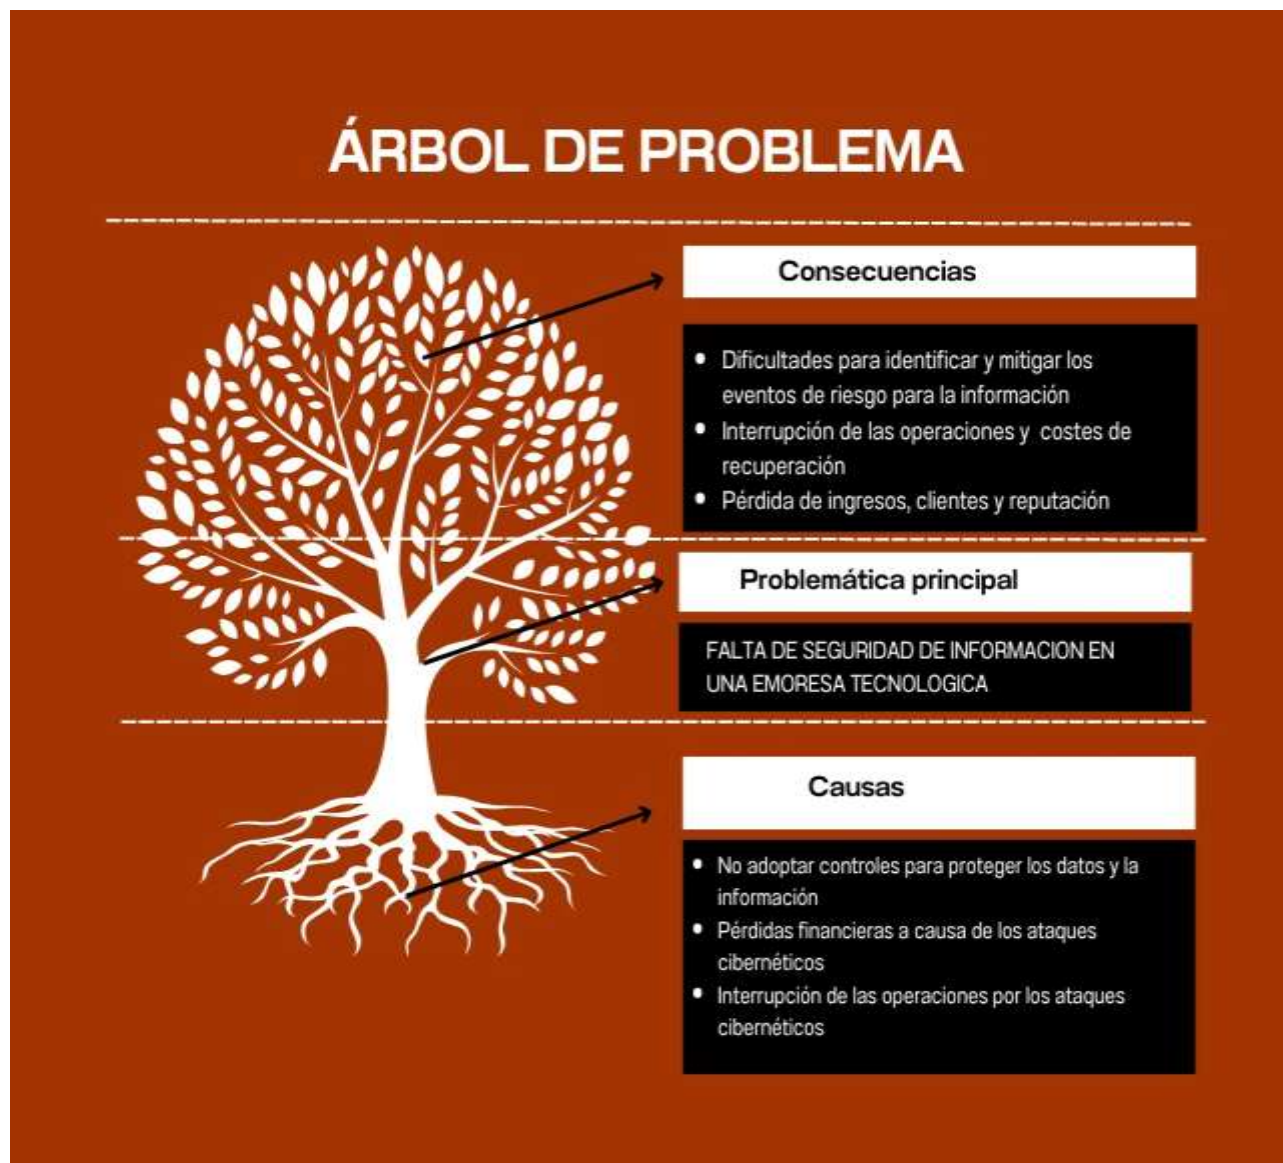 ÁRBOL DE PROBLEMA
Consecuencias
• Dificultades para identificar y mitigar los
eventos de riesgo para la información
• Interrupción de las operaciones y costes de
recuperación
• Pérdida de ingresos, clientes y reputación
Problemática principal
FALTA DE SEGURIDAD DE INFORMACION EN
UNA EMORESA TECNOLOGICA
Causas
• No adoptar controles para proteger los datos y la
información
• Pérdidas financieras a causa de los ataques
cibernéticos
• Interrupción de las operaciones por los ataques
cibernéticos